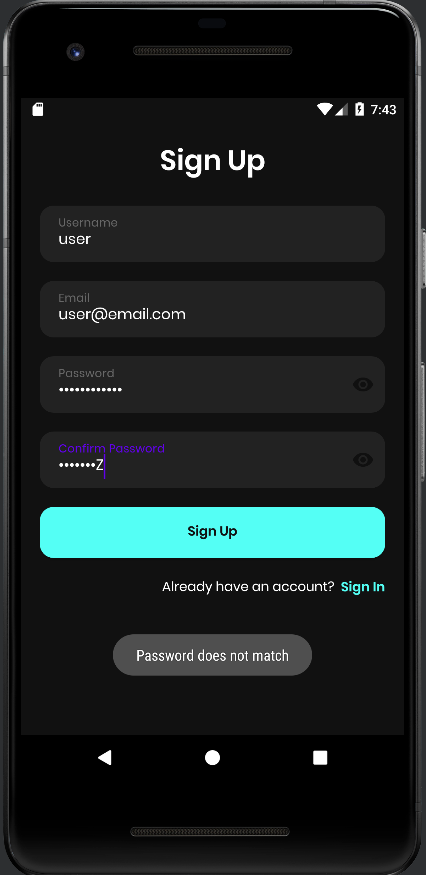 7:43
Sign Up
Username
user
Email
user@email.com
Password
••••••••••••
Confirm Password
•••••••Z
Sign Up
Already have an account? Sign In
Password does not match